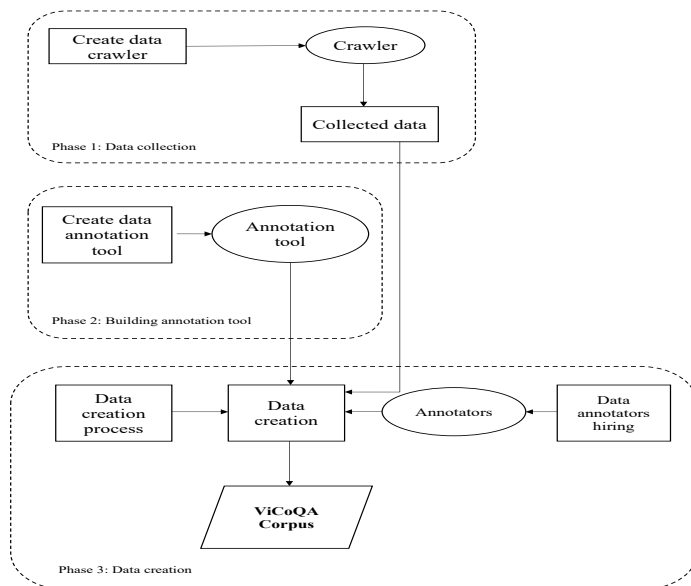 Create data
crawler
Crawler
Collected data
Phase 1: Data collection
Create data
annotation
tool
Annotation
tool
Phase 2: Building annotation tool
Data
creation
process
Data
creation
Annotators
Data
annotators
hiring
ViCoQA
Corpus
Phase 3: Data creation